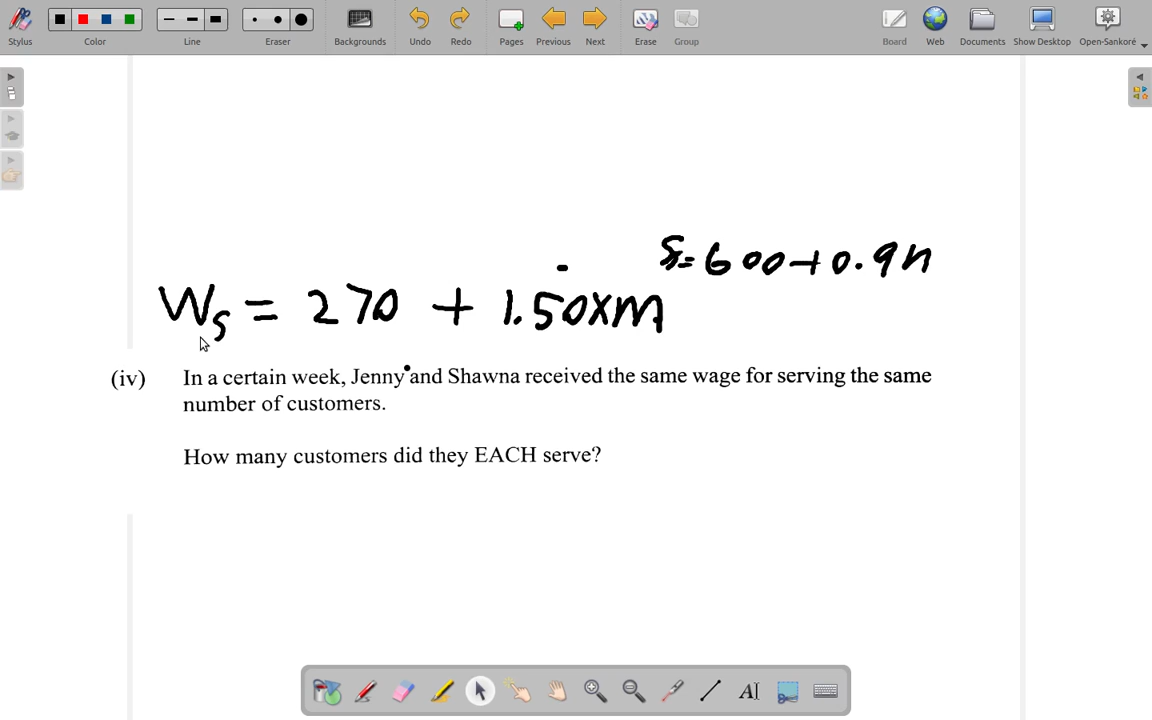 Stylus
Color
Line
Eraser
Backgrounds
Undo
Redo
Pages
Previous
Next
Erase
Group
Board
Web
Documents
Show Desktop
Open-Sankoré
=600+0.9n
Ws = 270 + 1.50xm
(iv) In a certain week, Jenny and Shawna received the same wage for serving the same
number of customers.
How many customers did they EACH serve?
AI